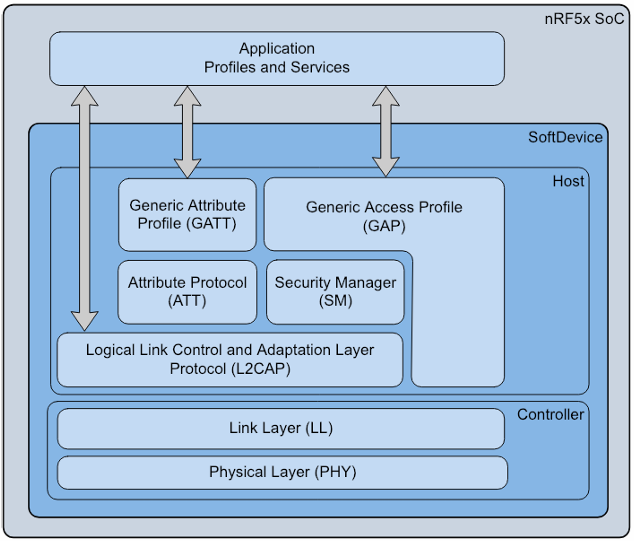 nRF5x SoC
Application
Profiles and Services
SoftDevice
Host
Generic Attribute
Profile (GATT)
Generic Access Profile
(GAP)
Attribute Protocol
(ATT)
Security Manager
(SM)
Logical Link Control and Adaptation Layer
Protocol (L2CAP)
Controller
Link Layer (LL)
Physical Layer (PHY)